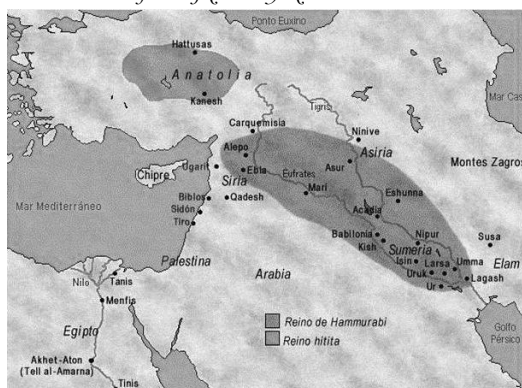 Ponto Euxino
Hattusas
Anatolia
Kanesh
Mar Cas
Tigris
Carquemisia
Ninive
Alepo
Asiria
Asur
Montes Zagros
Ugarit
Ebla
Chipre
Siria
Eufrates
Mari
Eshunna
Biblos
Qadesh
Mar Mediterráneo
Acadia
Sidón
Tiro
Babilonia
Nipur
Susa
Kish
Sumeria
Palestina
Isin
Larsa
Umma
Elam
Arabia
Uruk
Lagash
Ur
Nilo
Tanis
Menfis
Reino de Hammurabi
Golfo
Pérsico
Egipto
Reino hítita
Akhet-Aton
(Tell al-Amarna)
Tinis